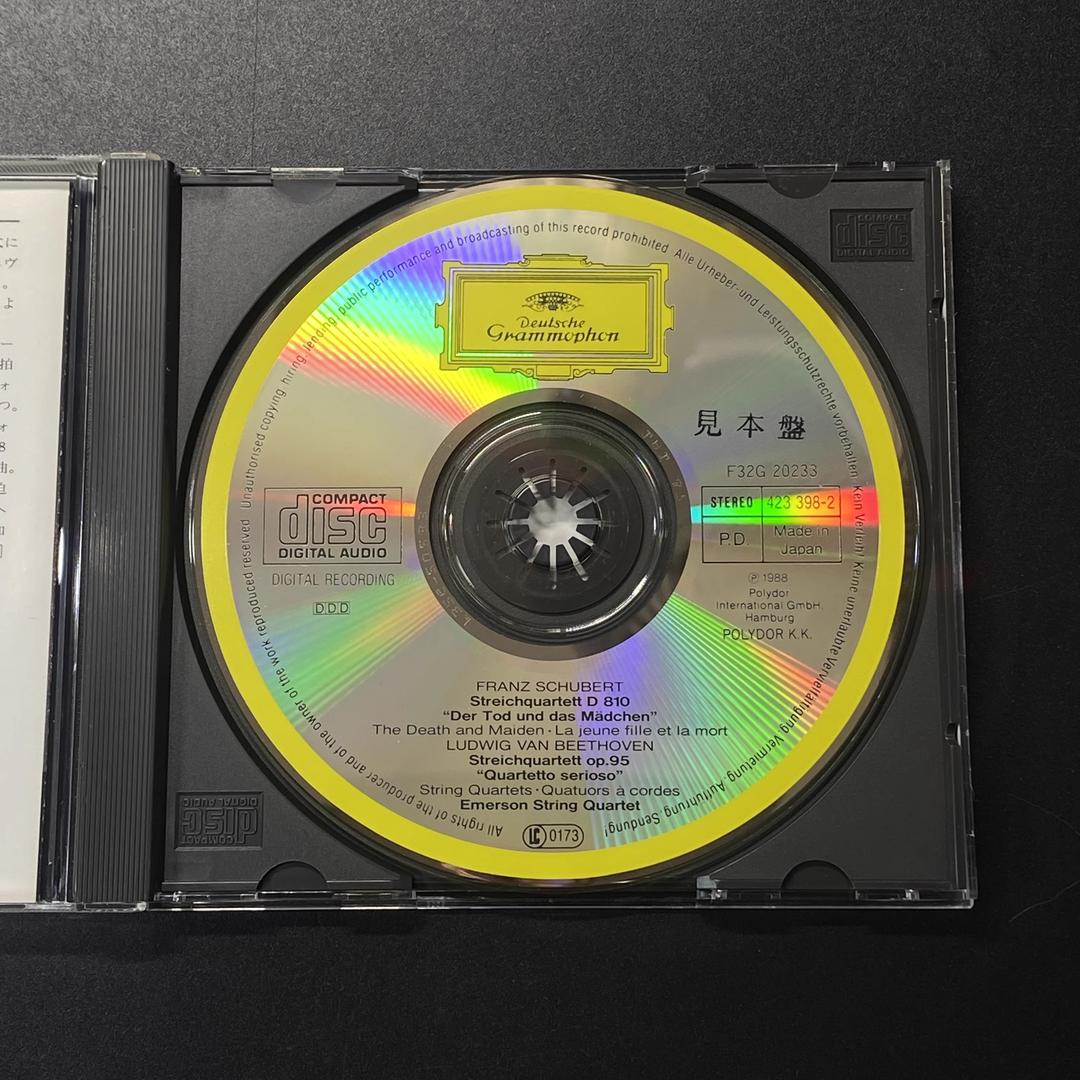 Unauthorised copying, hiring, lending, public performance and broadcasting of this record prohibited. Alle Urheber- und Leistungsschutzrechte vorbehalten. Kein Verleih! Keine unerlaubte Vervielfältigung, Vermietung, Aufführung, Sendung!
All rights of the producer and of the owner of the work reproduced reserved
Deutsche
Grammophon
見本盤
F32G 20233
COMPACT
disc
DIGITAL AUDIO
DIGITAL RECORDING
DDD
STEREO
423 398-2
P.D.
Made in
Japan
℗ 1988
Polydor
International GmbH,
Hamburg
POLYDOR K.K.
FRANZ SCHUBERT
Streichquartett D 810
“Der Tod und das Mädchen”
The Death and Maiden · La jeune fille et la mort
LUDWIG VAN BEETHOVEN
Streichquartett op.95
“Quartetto serioso”
String Quartets · Quatuors à cordes
Emerson String Quartet
LC 0173
COMPACT
disc
DIGITAL AUDIO
COMPACT
disc
DIGITAL AUDIO